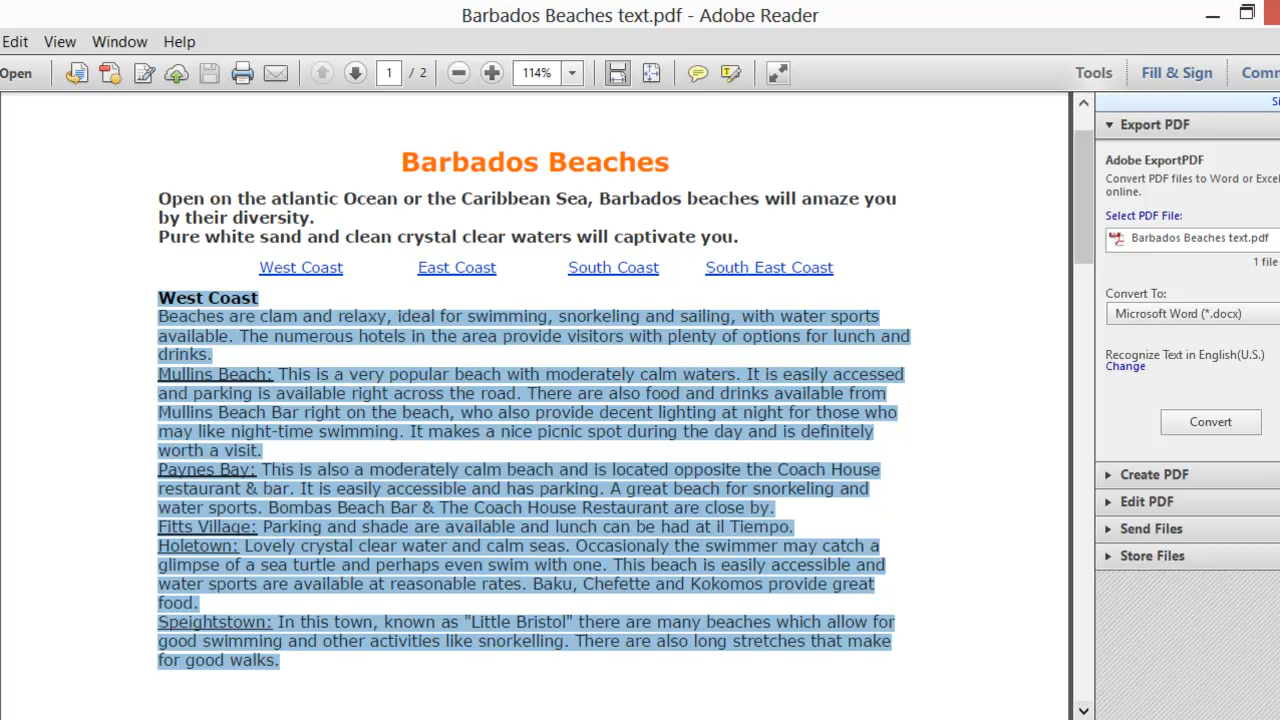 Barbados Beaches text.pdf - Adobe Reader
Edit View Window Help
Open 1 / 2 114% Tools Fill & Sign
Export PDF
Adobe ExportPDF
Convert PDF files to Word or Excel
online.
Select PDF File:
Barbados Beaches text.pdf
1 file
Convert To:
Microsoft Word (*.docx)
Recognize Text in English(U.S.)
Change
Convert
Create PDF
Edit PDF
Send Files
Store Files
Barbados Beaches
Open on the atlantic Ocean or the Caribbean Sea, Barbados beaches will amaze you
by their diversity.
Pure white sand and clean crystal clear waters will captivate you.
West Coast East Coast South Coast South East Coast
West Coast
Beaches are clam and relaxy, ideal for swimming, snorkeling and sailing, with water sports
available. The numerous hotels in the area provide visitors with plenty of options for lunch and
drinks.
Mullins Beach: This is a very popular beach with moderately calm waters. It is easily accessed
and parking is available right across the road. There are also food and drinks available from
Mullins Beach Bar right on the beach, who also provide decent lighting at night for those who
may like night-time swimming. It makes a nice picnic spot during the day and is definitely
worth a visit.
Paynes Bay: This is also a moderately calm beach and is located opposite the Coach House
restaurant & bar. It is easily accessible and has parking. A great beach for snorkeling and
water sports. Bombas Beach Bar & The Coach House Restaurant are close by.
Fitts Village: Parking and shade are available and lunch can be had at il Tiempo.
Holetown: Lovely crystal clear water and calm seas. Occasionaly the swimmer may catch a
glimpse of a sea turtle and perhaps even swim with one. This beach is easily accessible and
water sports are available at reasonable rates. Baku, Chefette and Kokomos provide great
food.
Speightstown: In this town, known as "Little Bristol" there are many beaches which allow for
good swimming and other activities like snorkelling. There are also long stretches that make
for good walks.